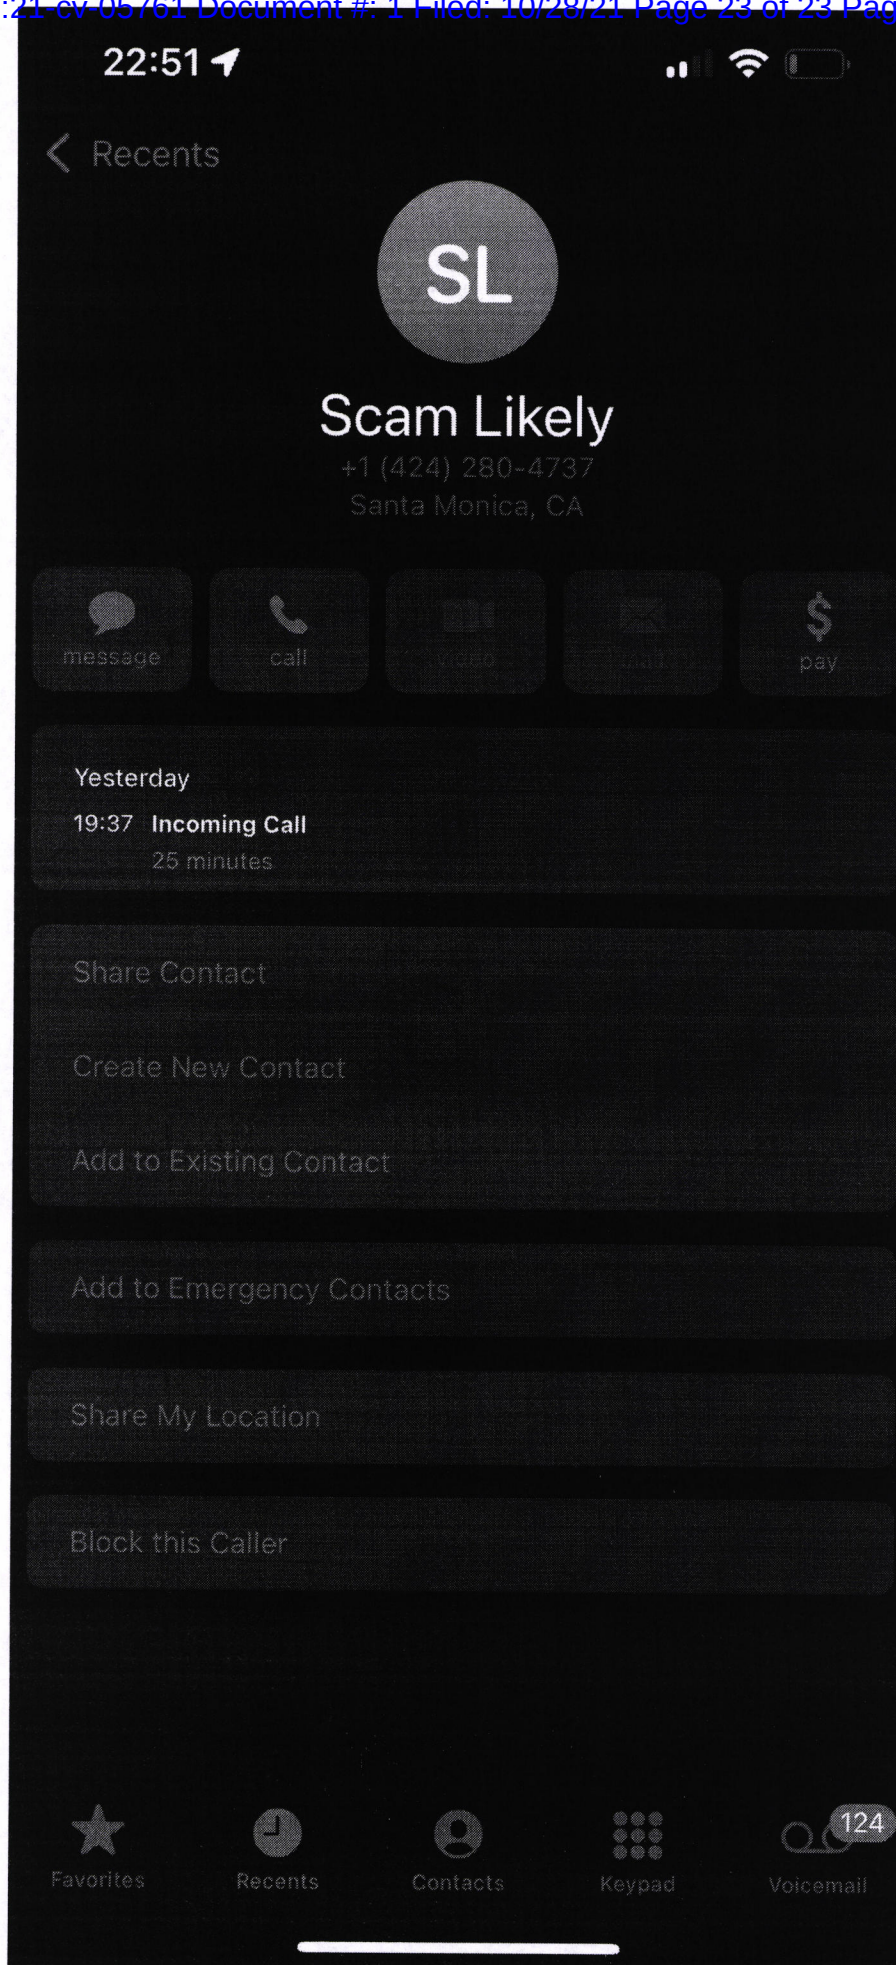 :21-cv-05761 Document #: 1 Filed: 10/28/21 Page 23 of 23 Pag
22:51
Recents
SL
Scam Likely
+1 (424) 280-4737
Santa Monica, CA
message call video mail pay
Yesterday
19:37 Incoming Call
25 minutes
Share Contact
Create New Contact
Add to Existing Contact
Add to Emergency Contacts
Share My Location
Block this Caller
124
Favorites Recents Contacts Keypad Voicemail